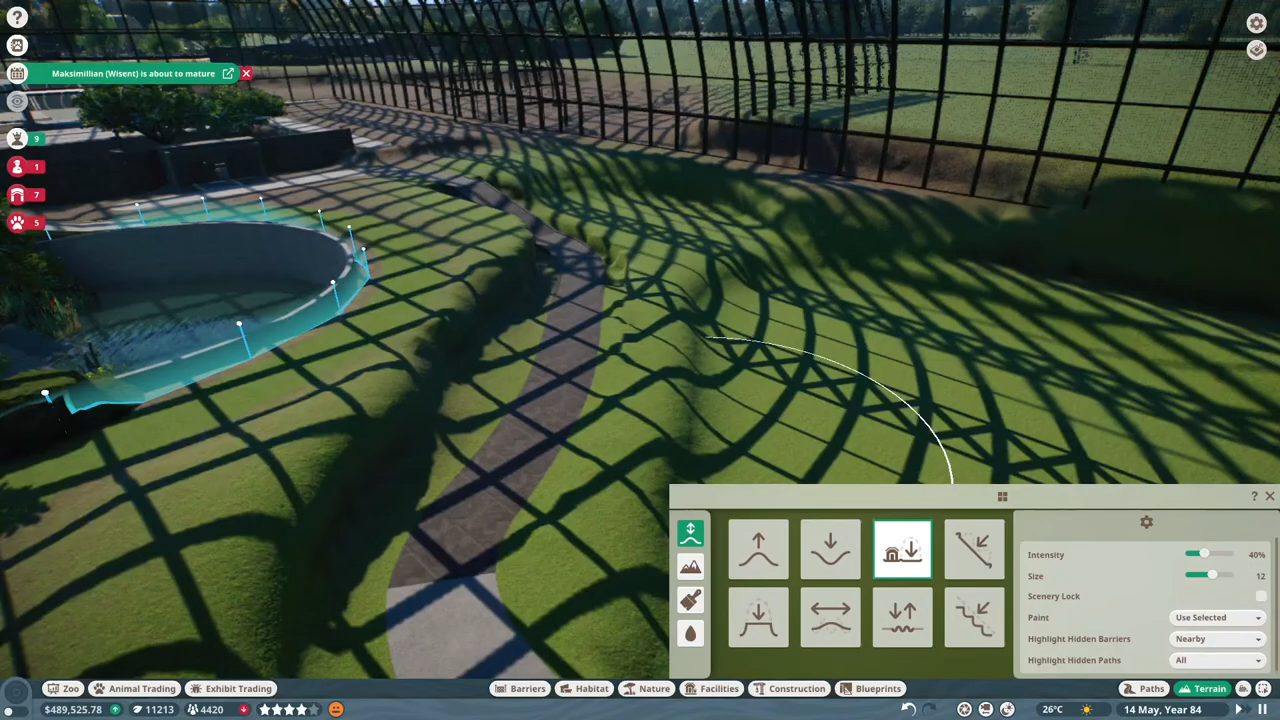 ?
Maksimillian (Wisent) is about to mature
9
1
7
5
?
Intensity 40%
Size 12
Scenery Lock
Paint Use Selected
Highlight Hidden Barriers Nearby
Highlight Hidden Paths All
Zoo Animal Trading Exhibit Trading Barriers Habitat Nature Facilities Construction Blueprints Paths Terrain
$489,525.78 11213 4420 26°C 14 May, Year 84